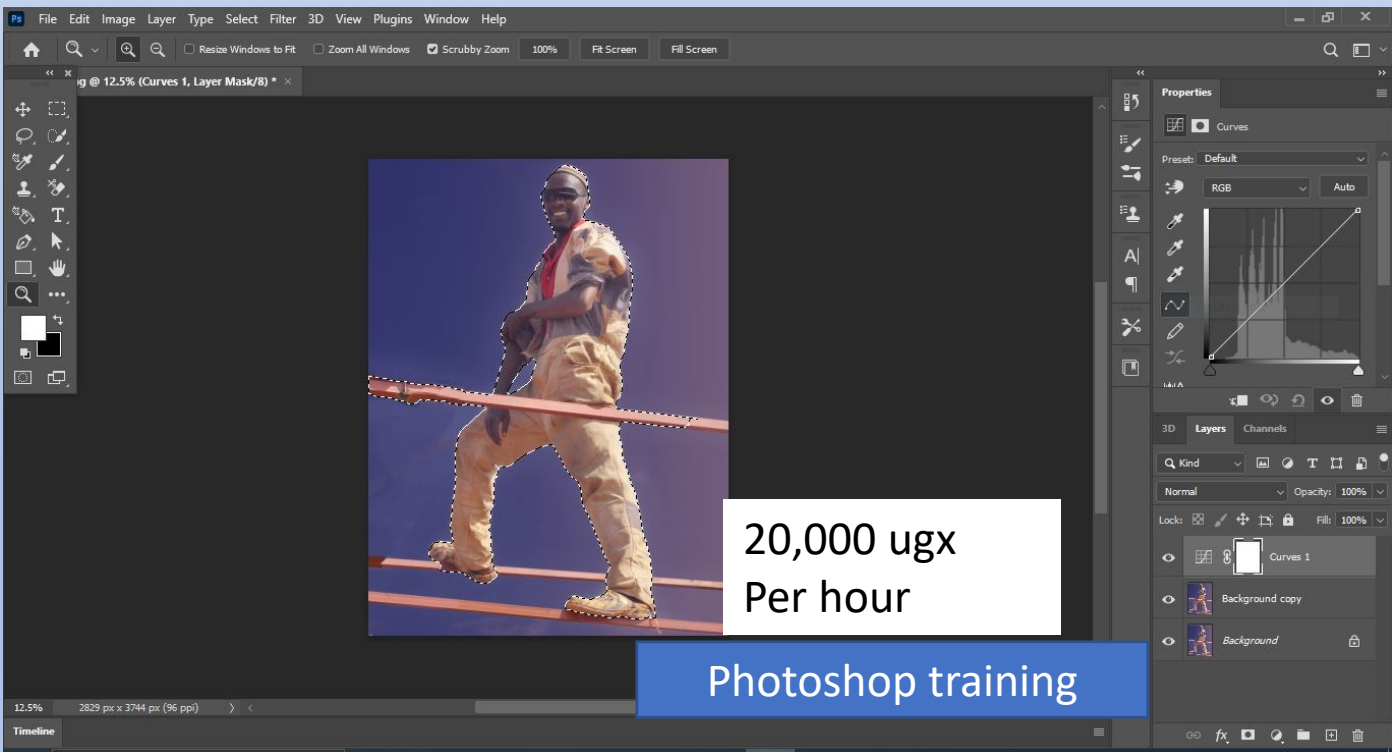 Ps File Edit Image Layer Type Select Filter 3D View Plugins Window Help
Resize Windows to Fit Zoom All Windows Scrubby Zoom 100% Fit Screen Fill Screen
g @ 12.5% (Curves 1, Layer Mask/8) * ×
Properties
Curves
Preset: Default
RGB Auto
3D Layers Channels
Kind
Normal Opacity: 100%
Lock: Fill: 100%
Curves 1
Background copy
Background
20,000 ugx
Per hour
Photoshop training
12.5% 2829 px x 3744 px (96 ppi)
Timeline